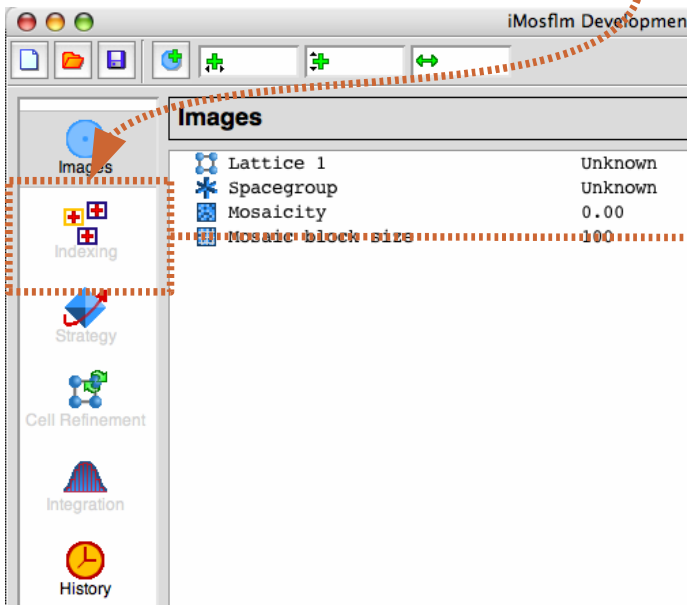 iMosflm Developmen
Images
Images
Lattice 1 Unknown
Spacegroup Unknown
Mosaicity 0.00
Mosaic block size 100
Indexing
Strategy
Cell Refinement
Integration
History